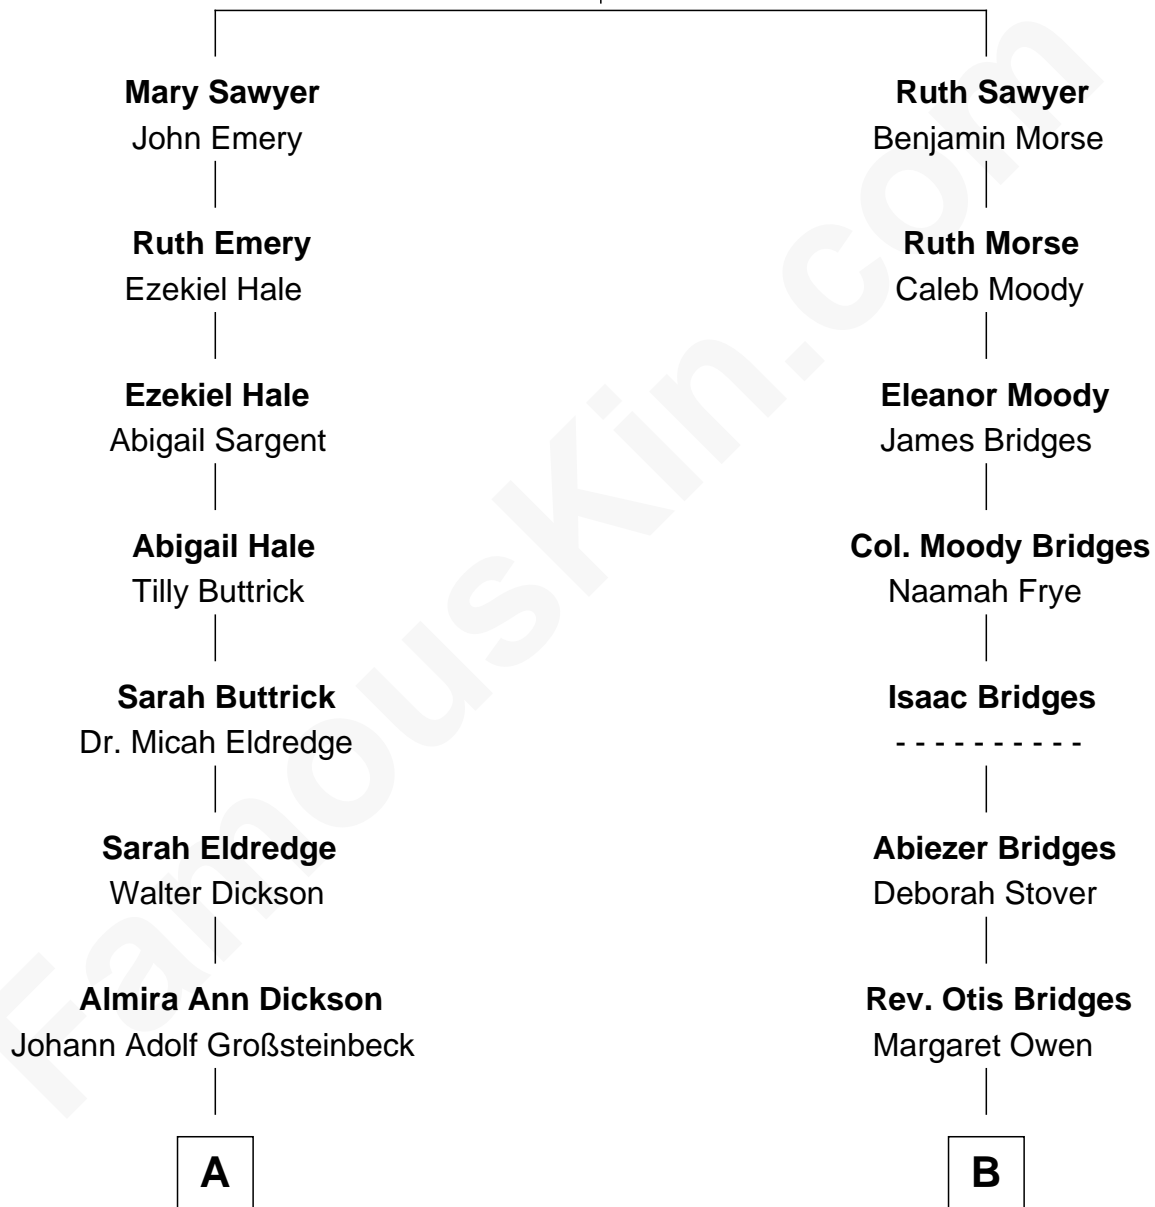 Mary Sawyer
John Emery
Ruth Emery
Ezekiel Hale
Ezekiel Hale
Abigail Sargent
Abigail Hale
Tilly Buttrick
Sarah Buttrick
Dr. Micah Eldredge
Sarah Eldredge
Walter Dickson
Almira Ann Dickson
Johann Adolf Großsteinbeck
A
Ruth Sawyer
Benjamin Morse
Ruth Morse
Caleb Moody
Eleanor Moody
James Bridges
Col. Moody Bridges
Naamah Frye
Isaac Bridges
- - - - - - - - - -
Abiezer Bridges
Deborah Stover
Rev. Otis Bridges
Margaret Owen
B
FamousKin.com